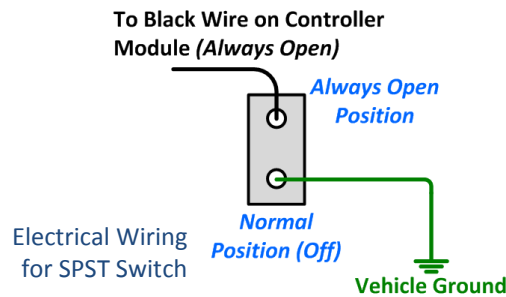 To Black Wire on Controller
Module (Always Open)
Always Open
Position
Normal
Position (Off)
Electrical Wiring
for SPST Switch
Vehicle Ground